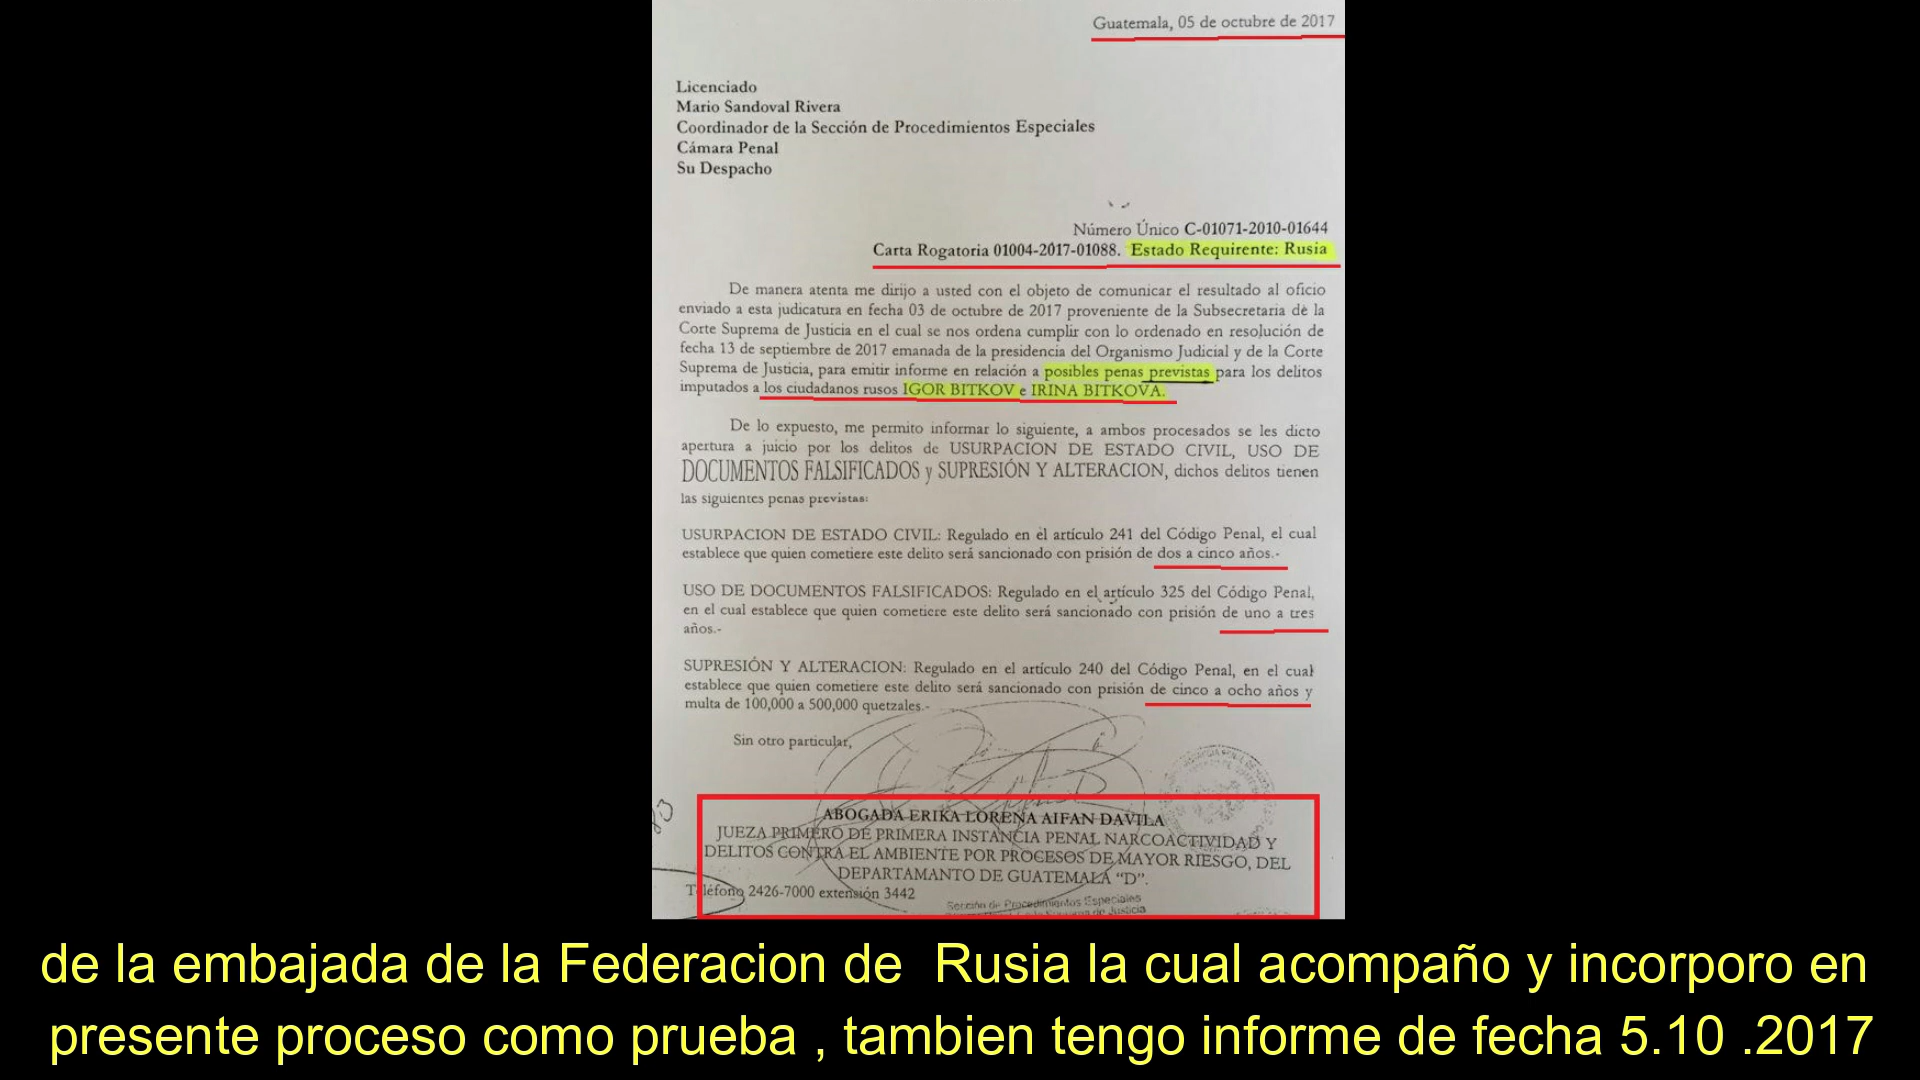 Guatemala, 05 de octubre de 2017
Licenciado
Mario Sandoval Rivera
Coordinador de la Sección de Procedimientos Especiales
Cámara Penal
Su Despacho
Número Único C-01071-2010-01644
Carta Rogatoria 01004-2017-01088. Estado Requirente: Rusia
De manera atenta me dirijo a usted con el objeto de comunicar el resultado al oficio
enviado a esta judicatura en fecha 03 de octubre de 2017 proveniente de la Subsecretaria de la
Corte Suprema de Justicia en el cual se nos ordena cumplir con lo ordenado en resolución de
fecha 13 de septiembre de 2017 emanada de la presidencia del Organismo Judicial y de la Corte
Suprema de Justicia, para emitir informe en relación a posibles penas previstas para los delitos
imputados a los ciudadanos rusos IGOR BITKOV e IRINA BITKOVA.
De lo expuesto, me permito informar lo siguiente, a ambos procesados se les dicto
apertura a juicio por los delitos de USURPACION DE ESTADO CIVIL, USO DE
DOCUMENTOS FALSIFICADOS y SUPRESIÓN Y ALTERACION, dichos delitos tienen
las siguientes penas previstas:
USURPACION DE ESTADO CIVIL: Regulado en el artículo 241 del Código Penal, el cual
establece que quien cometiere este delito será sancionado con prisión de dos a cinco años.-
USO DE DOCUMENTOS FALSIFICADOS: Regulado en el artículo 325 del Código Penal,
en el cual establece que quien cometiere este delito será sancionado con prisión de uno a tres
años.-
SUPRESIÓN Y ALTERACION: Regulado en el artículo 240 del Código Penal, en el cual
establece que quien cometiere este delito será sancionado con prisión de cinco a ocho años y
multa de 100,000 a 500,000 quetzales.-
Sin otro particular,
ABOGADA ERIKA LORENA AIFAN DAVILA
JUEZA PRIMERO DE PRIMERA INSTANCIA PENAL NARCOACTIVIDAD Y
DELITOS CONTRA EL AMBIENTE POR PROCESOS DE MAYOR RIESGO, DEL
DEPARTAMANTO DE GUATEMALA “D”.
Teléfono 2426-7000 extensión 3442
Sección de Procedimientos Especiales
de Justicia
de la embajada de la Federacion de Rusia la cual acompaño y incorporo en
presente proceso como prueba , tambien tengo informe de fecha 5.10 .2017